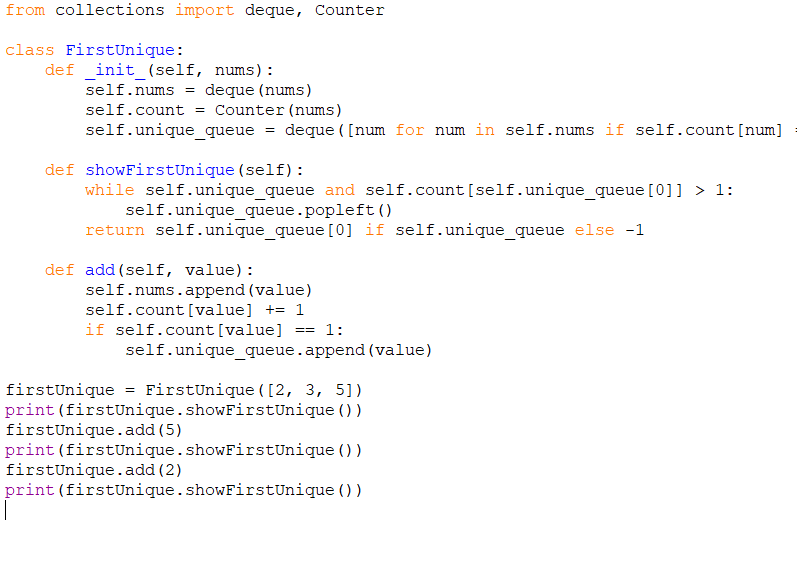 from collections import deque, Counter

class FirstUnique:
    def _init_(self, nums):
        self.nums = deque(nums)
        self.count = Counter(nums)
        self.unique_queue = deque([num for num in self.nums if self.count[num]

    def showFirstUnique(self):
        while self.unique_queue and self.count[self.unique_queue[0]] > 1:
            self.unique_queue.popleft()
        return self.unique_queue[0] if self.unique_queue else -1

    def add(self, value):
        self.nums.append(value)
        self.count[value] += 1
        if self.count[value] == 1:
            self.unique_queue.append(value)

firstUnique = FirstUnique([2, 3, 5])
print(firstUnique.showFirstUnique())
firstUnique.add(5)
print(firstUnique.showFirstUnique())
firstUnique.add(2)
print(firstUnique.showFirstUnique())